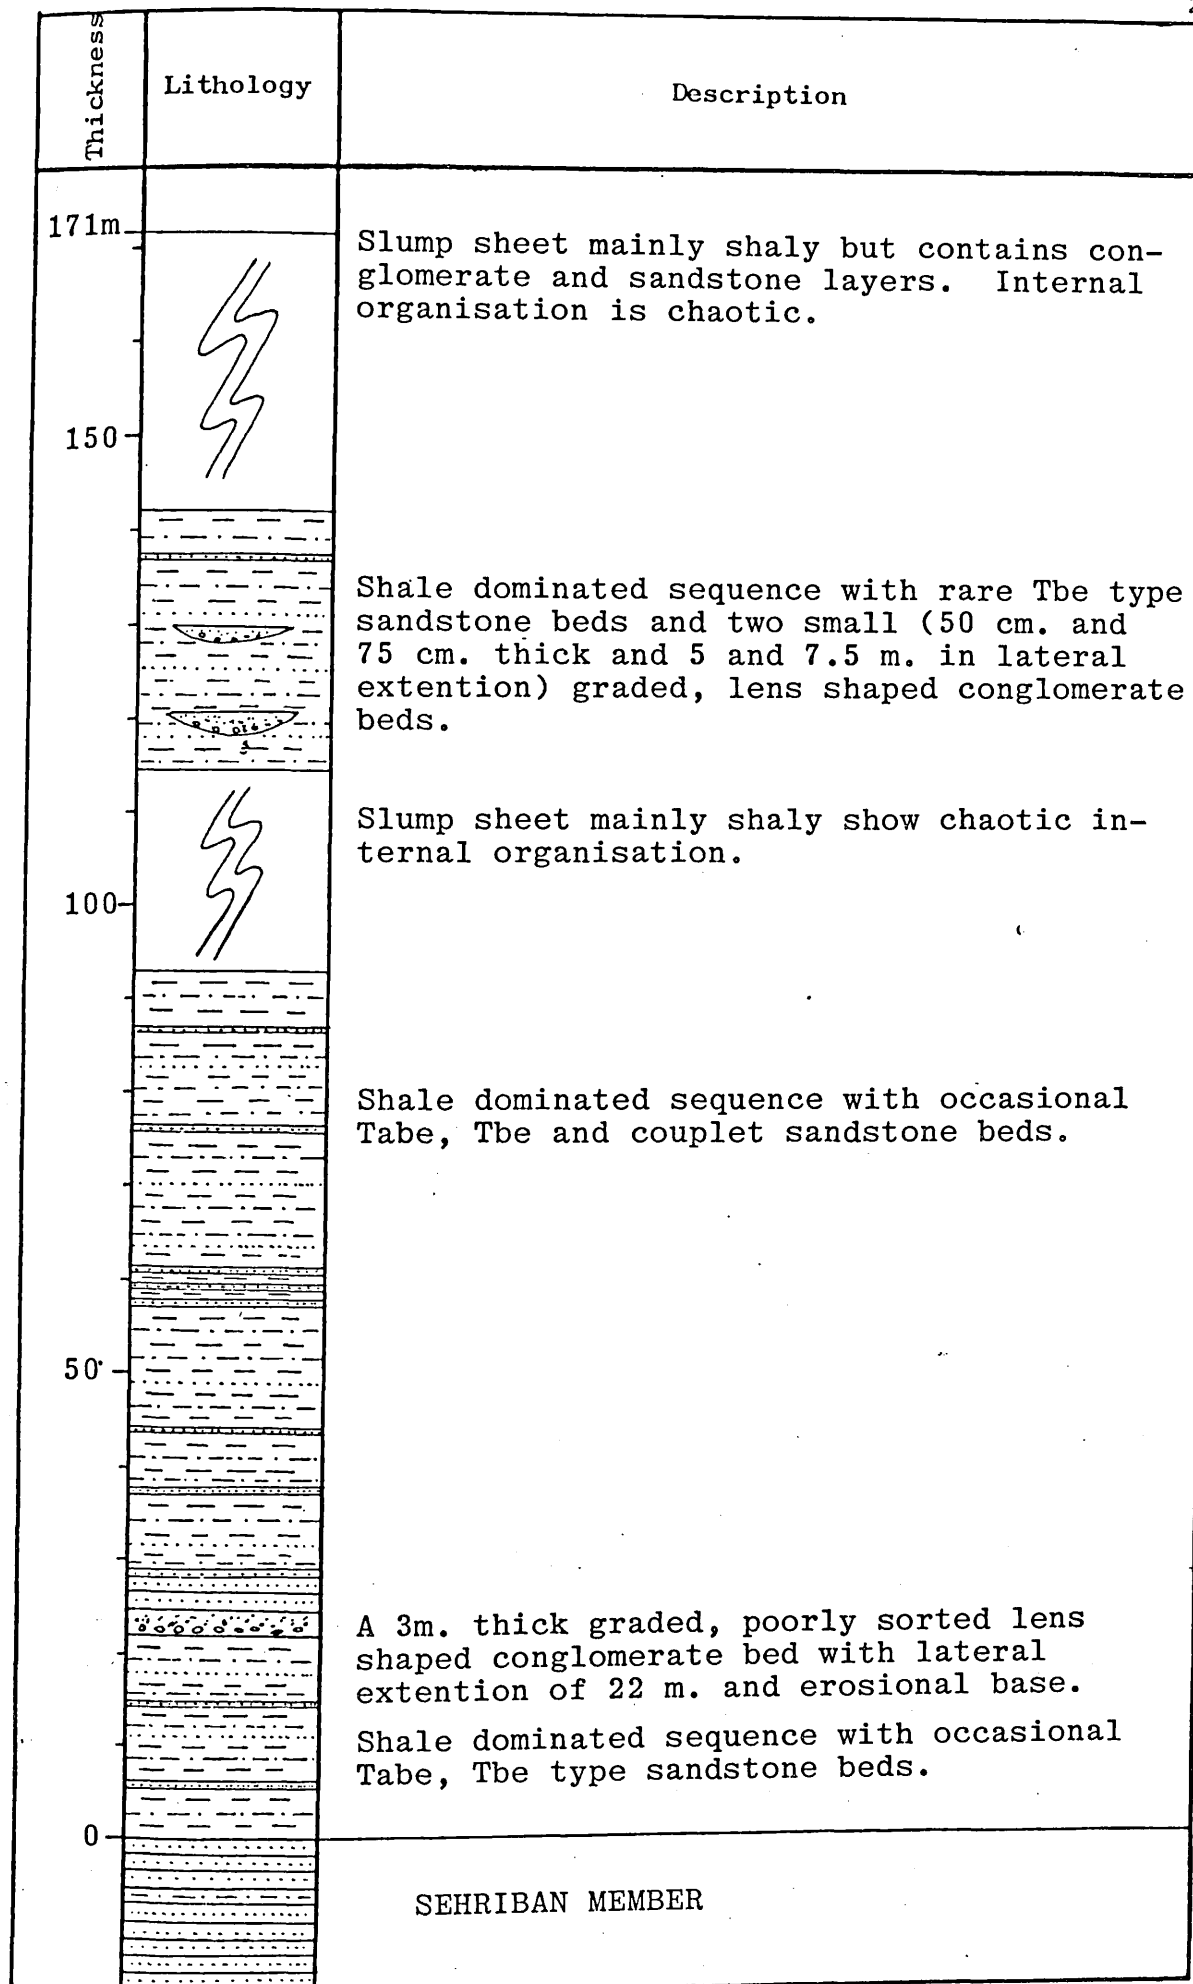 Thickness
Lithology
Description
171m
Slump sheet mainly shaly but contains con-
glomerate and sandstone layers. Internal
organisation is chaotic.
150
Shale dominated sequence with rare Tbe type
sandstone beds and two small (50 cm. and
75 cm. thick and 5 and 7.5 m. in lateral
extention) graded, lens shaped conglomerate
beds.
Slump sheet mainly shaly show chaotic in-
ternal organisation.
100
Shale dominated sequence with occasional
Tabe, Tbe and couplet sandstone beds.
50
A 3m. thick graded, poorly sorted lens
shaped conglomerate bed with lateral
extention of 22 m. and erosional base.
Shale dominated sequence with occasional
Tabe, Tbe type sandstone beds.
0
SEHRIBAN MEMBER